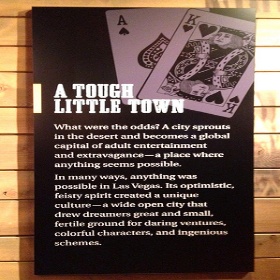 A
K
A TOUGH
LITTLE TOWN
What were the odds? A city sprouts
in the desert and becomes a global
capital of adult entertainment
and extravagance—a place where
anything seems possible.
In many ways, anything was
possible in Las Vegas. Its optimistic,
feisty spirit created a unique
culture—a wide open city that
drew dreamers great and small,
fertile ground for daring ventures,
colorful characters, and ingenious
schemes.